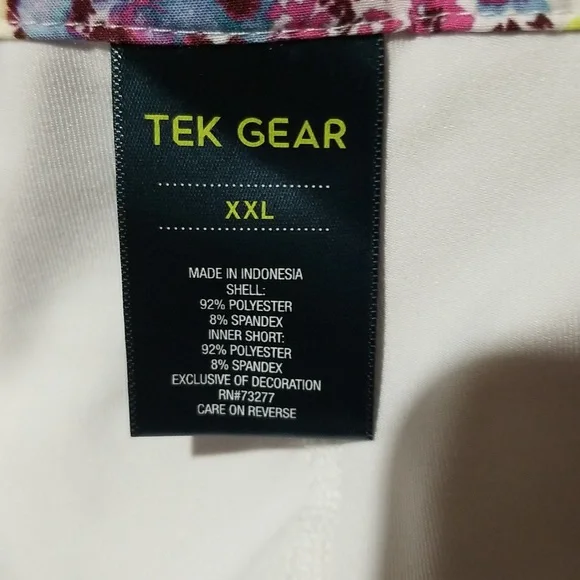 TEK GEAR
XXL
MADE IN INDONESIA
SHELL:
92% POLYESTER
8% SPANDEX
INNER SHORT:
92% POLYESTER
8% SPANDEX
EXCLUSIVE OF DECORATION
RN#73277
CARE ON REVERSE